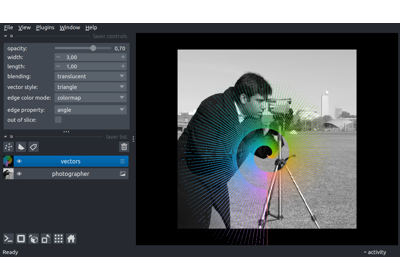 File View Plugins Window Help
layer controls
opacity: 0,70
width: 3,00
length: 1,00
blending: translucent
vector style: triangle
edge color mode: colormap
edge property: angle
out of slice:
layer list
vectors
photographer
Ready
activity